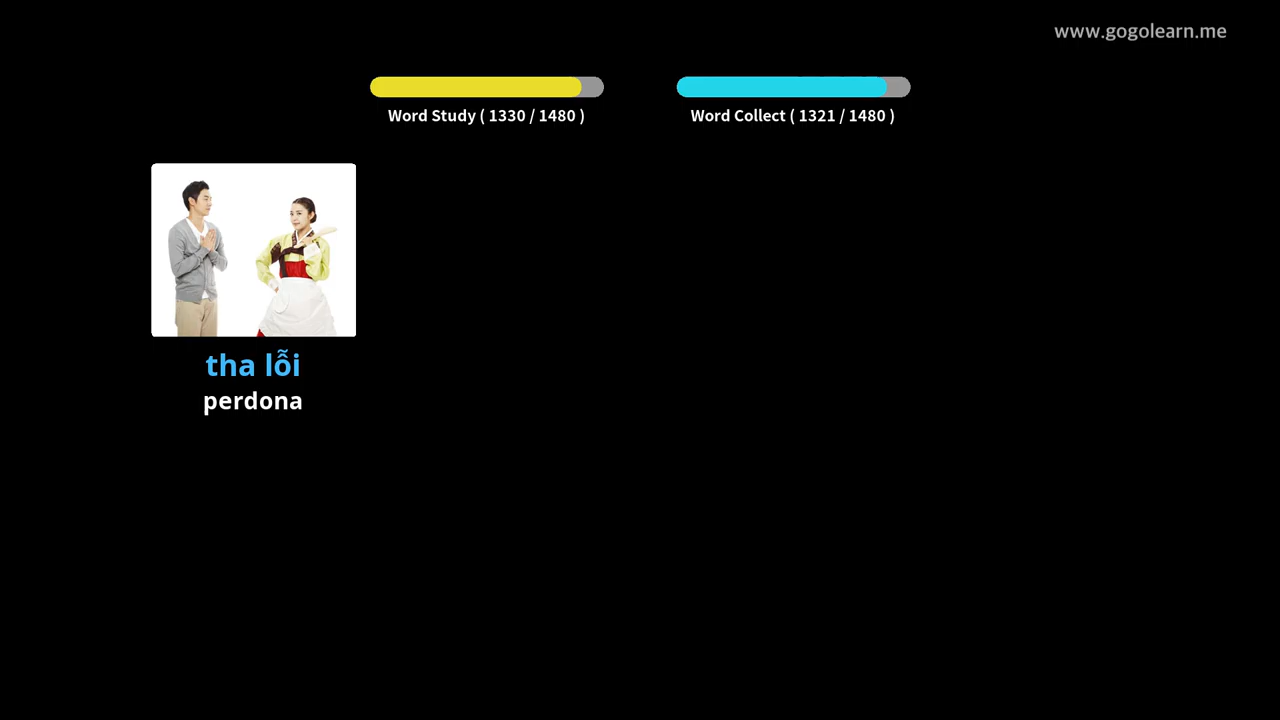 www.gogolearn.me
Word Study ( 1330 / 1480 )
Word Collect ( 1321 / 1480 )
tha lỗi
perdona